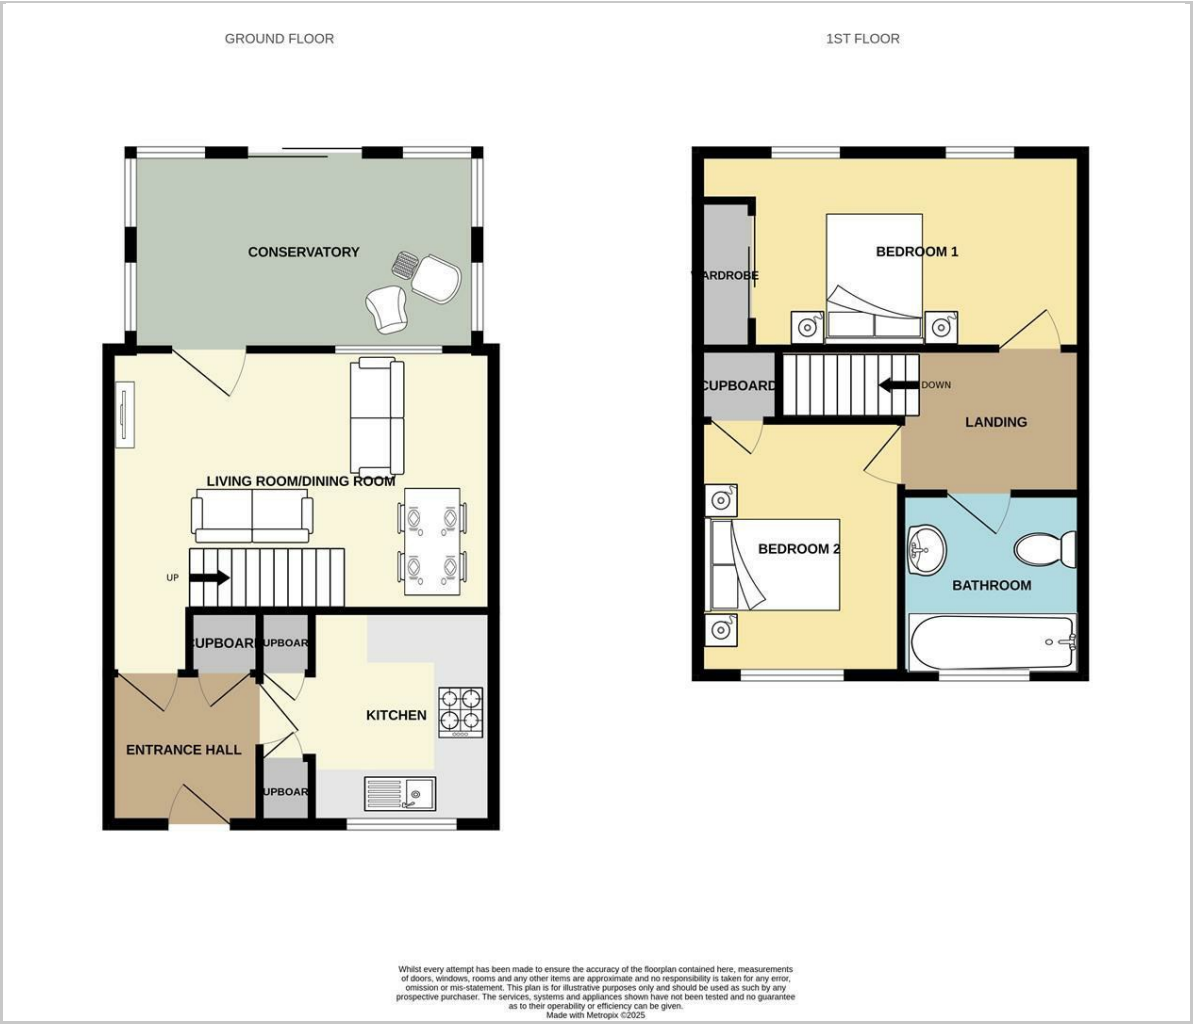 GROUND FLOOR
1ST FLOOR
CONSERVATORY
LIVING ROOM/DINING ROOM
UP
CUPBOARD
UPBOAR
KITCHEN
ENTRANCE HALL
UPBOAR
BEDROOM 1
WARDROBE
CUPBOARD
DOWN
LANDING
BEDROOM 2
BATHROOM
Whilst every attempt has been made to ensure the accuracy of the floorplan contained here, measurements
of doors, windows, rooms and any other items are approximate and no responsibility is taken for any error,
omission or mis-statement. This plan is for illustrative purposes only and should be used as such by any
prospective purchaser. The services, systems and appliances shown have not been tested and no guarantee
as to their operability or efficiency can be given.
Made with Metropix ©2025